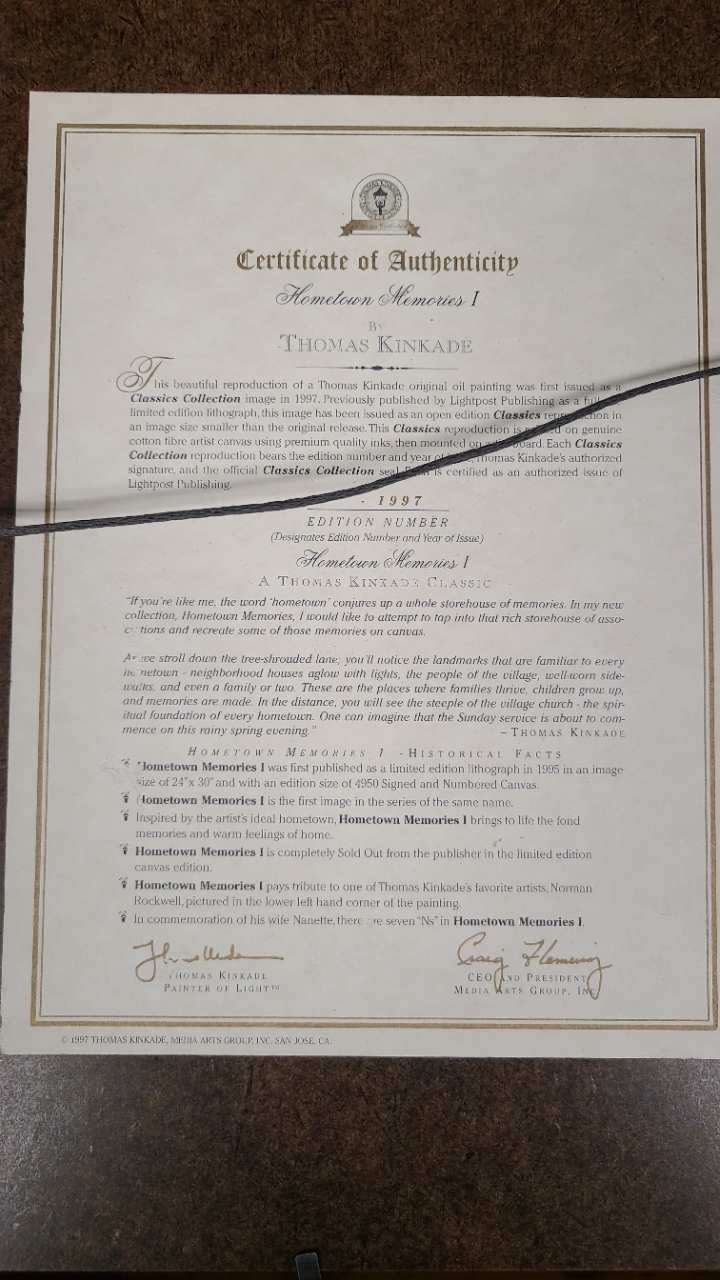 THOMAS KINKADE
Certificate of Authenticity
Hometown Memories I
By
THOMAS KINKADE
This beautiful reproduction of a Thomas Kinkade original oil painting was first issued as a
Classics Collection image in 1997. Previously published by Lightpost Publishing as a
limited edition lithograph, this image has been issued as an open edition Classics in
an image size smaller than the original release. This Classics reproduction is on genuine
cotton fibre artist canvas using premium quality inks, then mounted on board. Each Classics
Collection reproduction bears the edition number and year Thomas Kinkade's authorized
signature, and the official Classics Collection seal. is certified as an authorized issue of
Lightpost Publishing.
- 1997
EDITION NUMBER
(Designates Edition Number and Year of Issue)
Hometown Memories I
A THOMAS KINKADE CLASSIC
"If you're like me, the word 'hometown' conjures up a whole storehouse of memories. In my new
collection, Hometown Memories, I would like to attempt to tap into that rich storehouse of asso-
tions and recreate some of those memories on canvas.
we stroll down the tree-shrouded lane, you'll notice the landmarks that are familiar to every
metown - neighborhood houses aglow with lights, the people of the village, well-worn side-
walks, and even a family or two. These are the places where families thrive, children grow up,
and memories are made. In the distance, you will see the steeple of the village church - the spir-
itual foundation of every hometown. One can imagine that the Sunday service is about to com-
mence on this rainy spring evening." – THOMAS KINKADE
HOMETOWN MEMORIES I - HISTORICAL FACTS
Hometown Memories I was first published as a limited edition lithograph in 1995 in an image
size of 24"x 30" and with an edition size of 4950 Signed and Numbered Canvas.
Hometown Memories I is the first image in the series of the same name.
Inspired by the artist's ideal hometown, Hometown Memories I brings to life the fond
memories and warm feelings of home.
Hometown Memories I is completely Sold Out from the publisher in the limited edition
canvas edition.
Hometown Memories I pays tribute to one of Thomas Kinkade's favorite artists, Norman
Rockwell, pictured in the lower left hand corner of the painting.
In commemoration of his wife Nanette, there are seven "Ns" in Hometown Memories I.
Craig Fleming
THOMAS KINKADE
PAINTER OF LIGHT™
CEO AND PRESIDENT
MEDIA ARTS GROUP, INC
© 1997 THOMAS KINKADE, MEDIA ARTS GROUP, INC. SAN JOSE, CA.